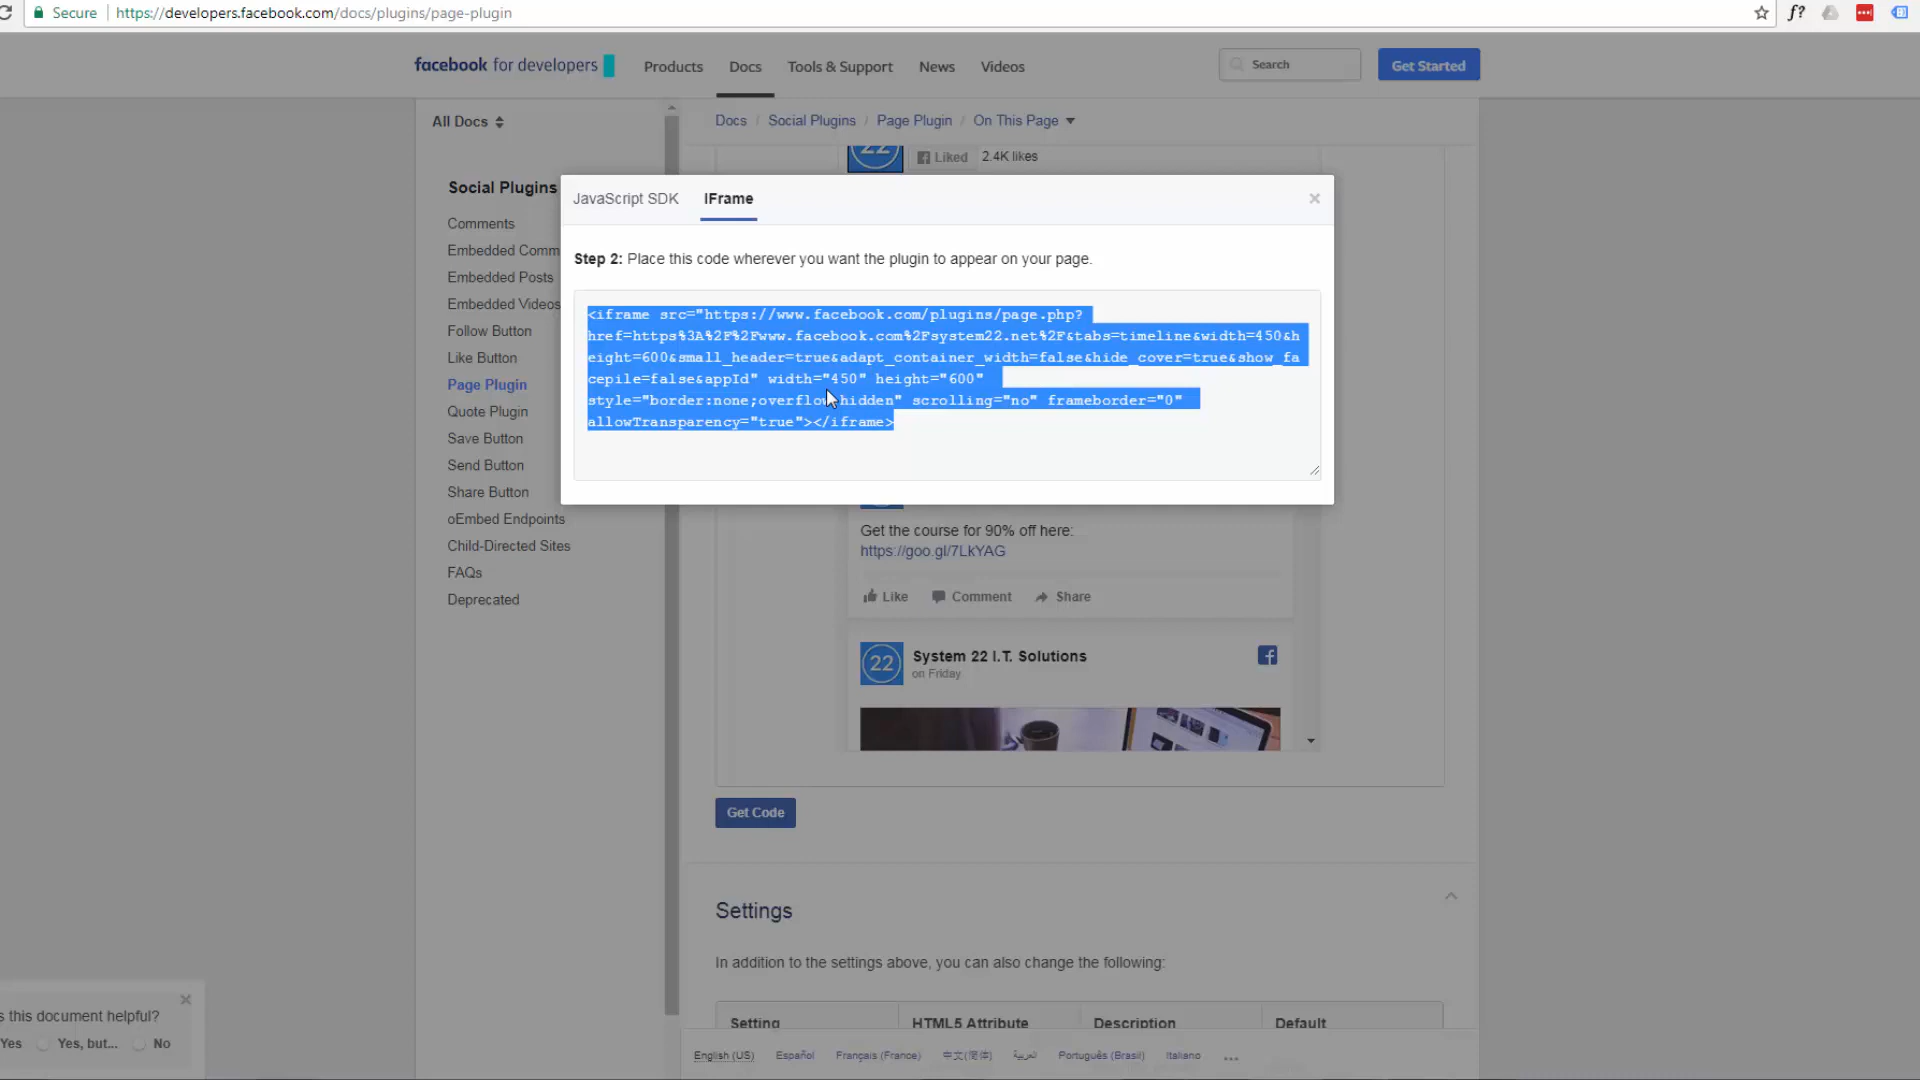 Secure
https://developers.facebook.com/docs/plugins/page-plugin
f?
facebook for developers
Products
Docs
Tools & Support
News
Videos
Search
Get Started
All Docs
Docs / Social Plugins / Page Plugin / On This Page
22
Liked
2.4K likes
Social Plugins
Comments
Embedded Comm
Embedded Posts
Embedded Videos
Follow Button
Like Button
Page Plugin
Quote Plugin
Save Button
Send Button
Share Button
oEmbed Endpoints
Child-Directed Sites
FAQs
Deprecated
JavaScript SDK
IFrame
Step 2: Place this code wherever you want the plugin to appear on your page.
<iframe src="https://www.facebook.com/plugins/page.php?
href=https%3A%2F%2Fwww.facebook.com%2Fsystem22.net%2F&tabs=timeline&width=450&h
eight=600&small_header=true&adapt_container_width=false&hide_cover=true&show_fa
cepile=false&appId" width="450" height="600"
style="border:none;overflow:hidden" scrolling="no" frameborder="0"
allowTransparency="true"></iframe>
Get the course for 90% off here:
https://goo.gl/7LkYAG
Like
Comment
Share
22
System 22 I.T. Solutions
on Friday
Get Code
Settings
In addition to the settings above, you can also change the following:
Setting
HTML5 Attribute
Description
Default
s this document helpful?
Yes
Yes, but...
No
English (US)
Español
Français (France)
中文(简体)
العربية
Português (Brasil)
Italiano
...